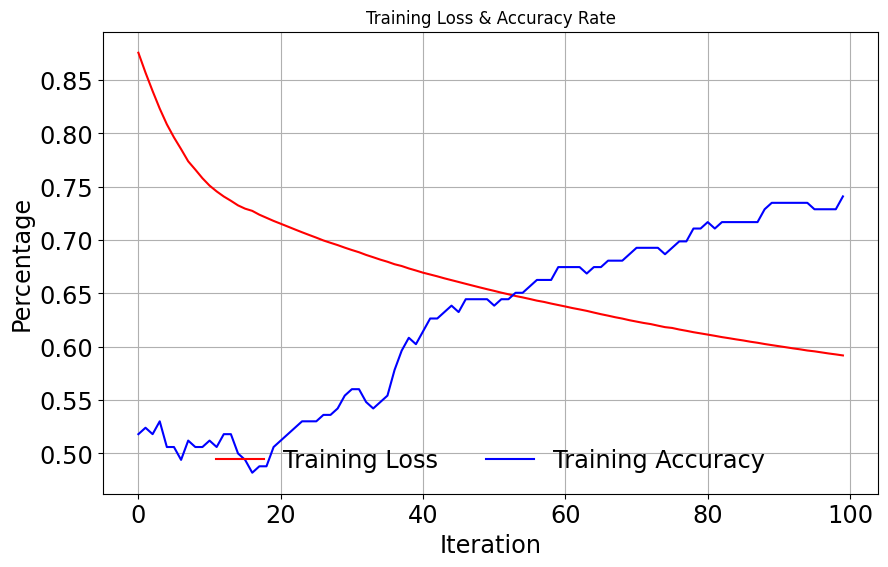 Training Loss & Accuracy Rate
0.85
0.80
0.75
0.70
0.65
0.60
0.55
0.50
Percentage
Training Loss Training Accuracy
0 20 40 60 80 100
Iteration